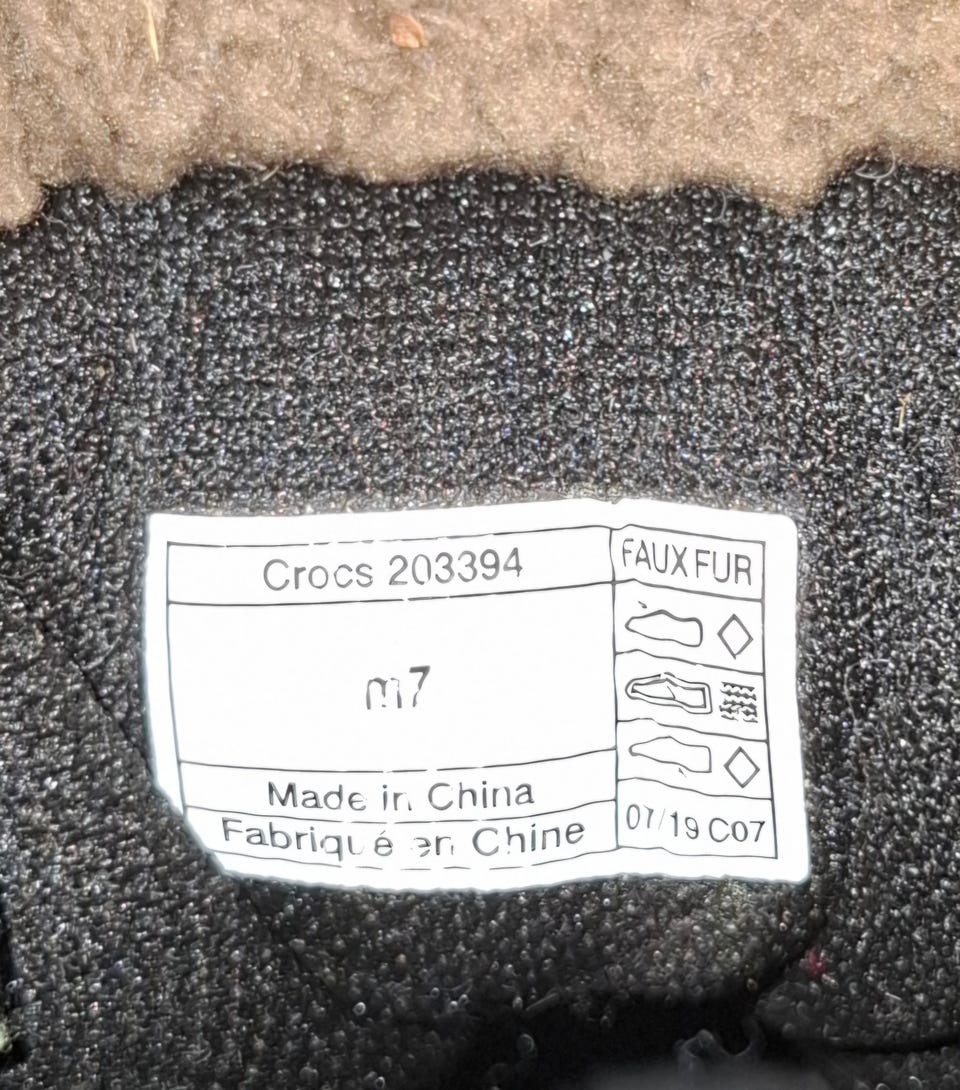 Crocs 203394
FAUX FUR
m7
Made in China
Fabriqué en Chine
07/19 C07